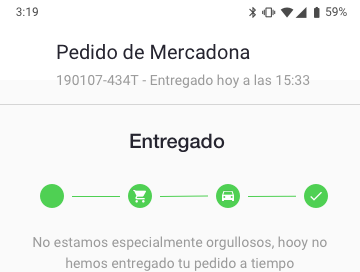 3:19
59%
Pedido de Mercadona
190107-434T - Entregado hoy a las 15:33
Entregado
No estamos especialmente orgullosos, hooy no
hemos entregado tu pedido a tiempo